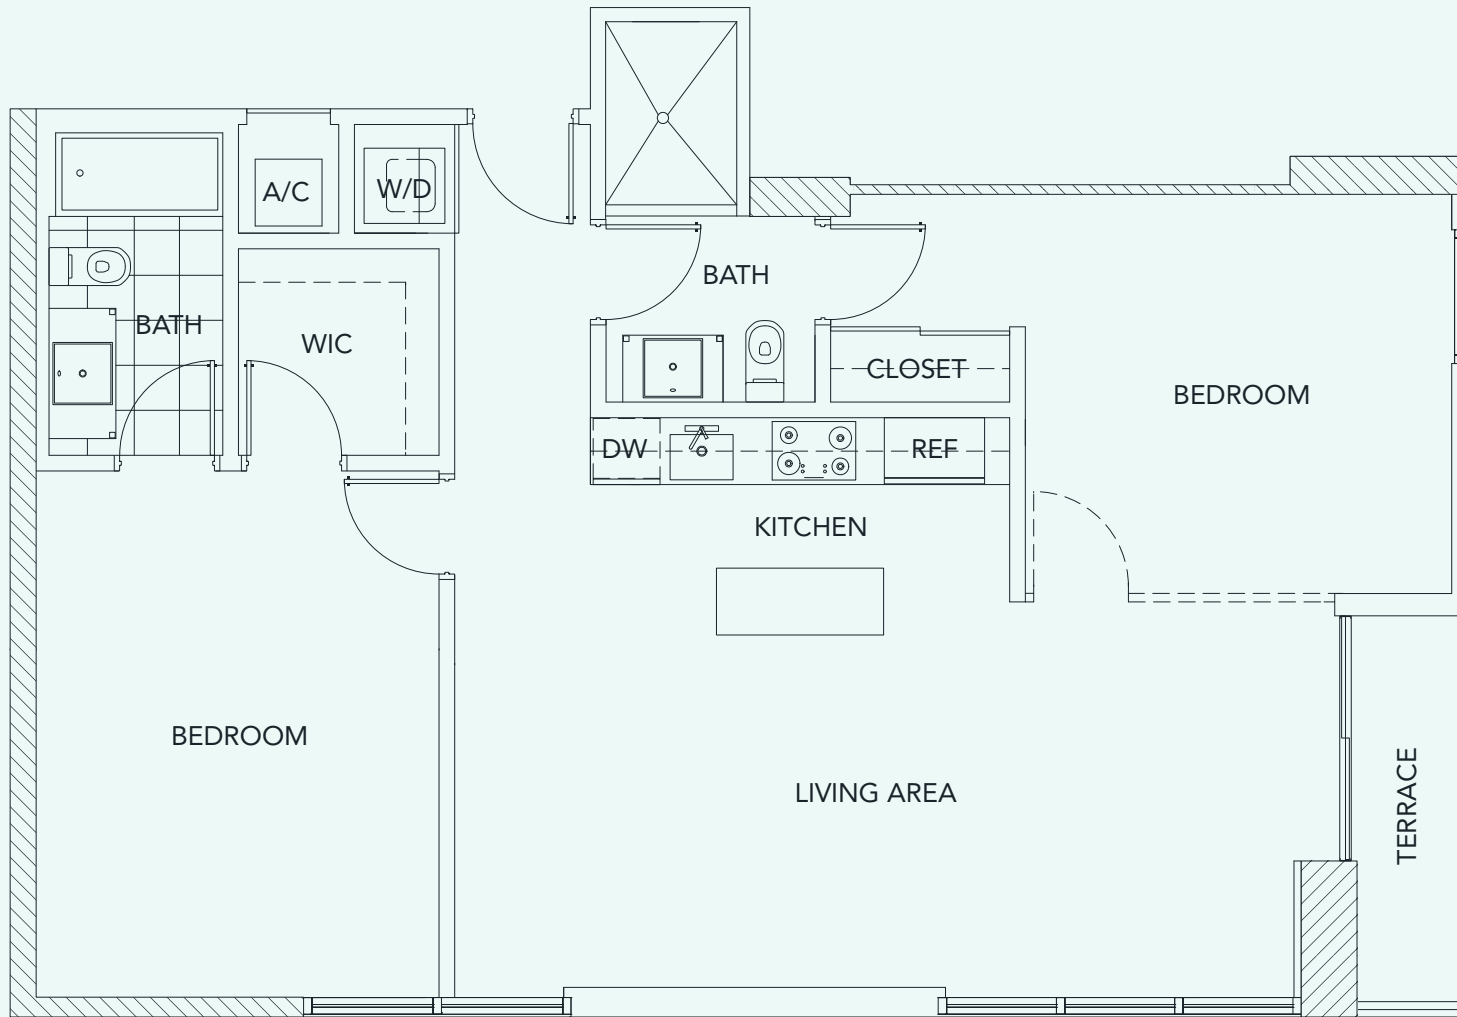 A/C
W/D
BATH
BATH
WIC
CLOSET
BEDROOM
DW
REF
KITCHEN
BEDROOM
LIVING AREA
TERRACE